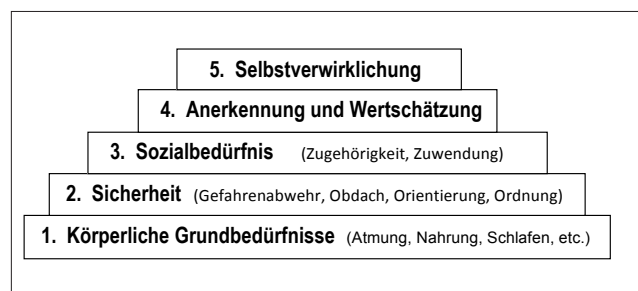 5. Selbstverwirklichung
4. Anerkennung und Wertschätzung
3. Sozialbedürfnis (Zugehörigkeit, Zuwendung)
2. Sicherheit (Gefahrenabwehr, Obdach, Orientierung, Ordnung)
1. Körperliche Grundbedürfnisse (Atmung, Nahrung, Schlafen, etc.)